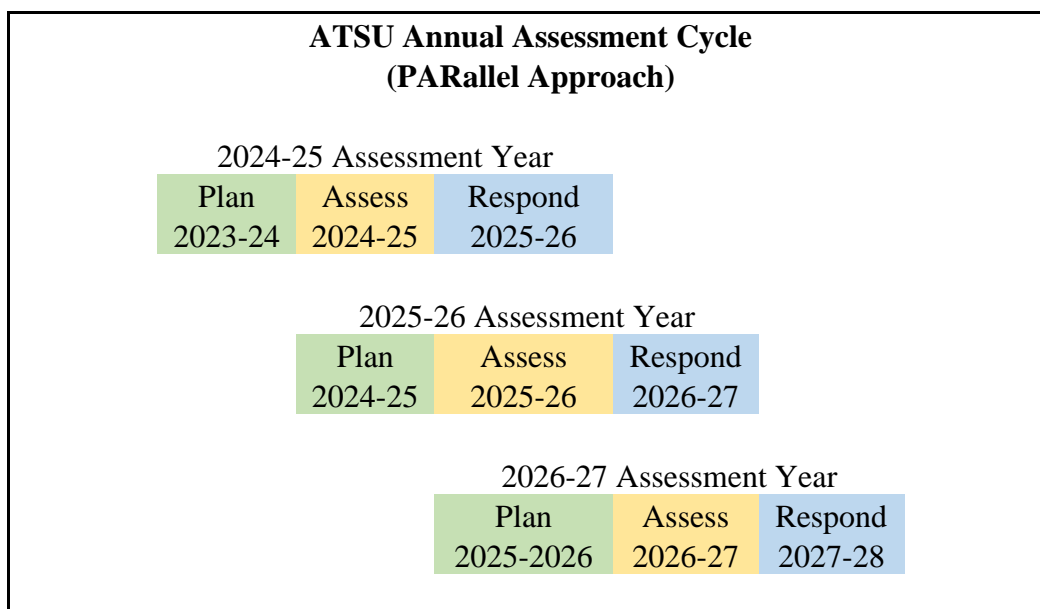 ATSU Annual Assessment Cycle
(PARallel Approach)
2024-25 Assessment Year
Plan Assess Respond
2023-24 2024-25 2025-26
2025-26 Assessment Year
Plan Assess Respond
2024-25 2025-26 2026-27
2026-27 Assessment Year
Plan Assess Respond
2025-2026 2026-27 2027-28